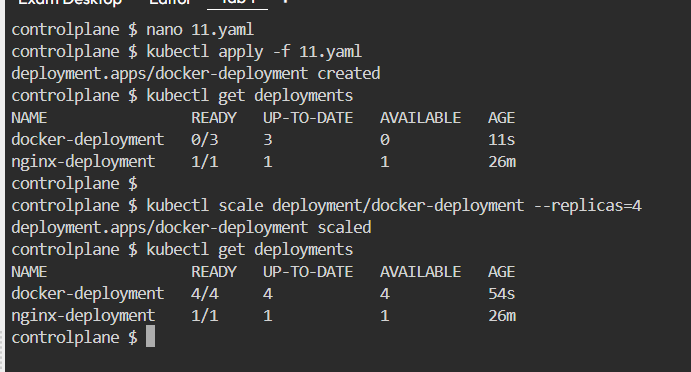 Exam Desktop Editor Tab 1 +
controlplane $ nano 11.yaml
controlplane $ kubectl apply -f 11.yaml
deployment.apps/docker-deployment created
controlplane $ kubectl get deployments
NAME READY UP-TO-DATE AVAILABLE AGE
docker-deployment 0/3 3 0 11s
nginx-deployment 1/1 1 1 26m
controlplane $
controlplane $ kubectl scale deployment/docker-deployment --replicas=4
deployment.apps/docker-deployment scaled
controlplane $ kubectl get deployments
NAME READY UP-TO-DATE AVAILABLE AGE
docker-deployment 4/4 4 4 54s
nginx-deployment 1/1 1 1 26m
controlplane $